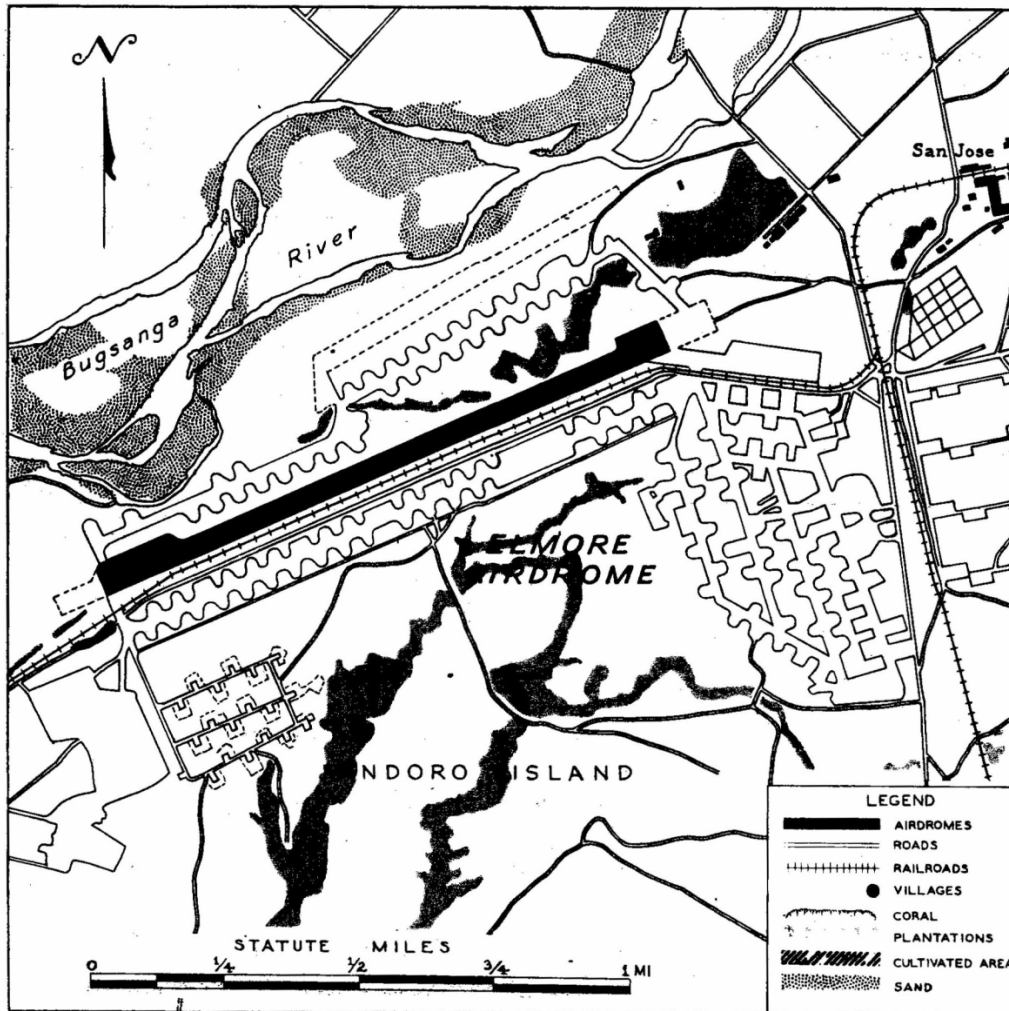 N
San Jose
River
Bugsanga
ELMORE
AIRDROME
NDORO ISLAND
LEGEND
AIRDROMES
ROADS
RAILROADS
VILLAGES
CORAL
PLANTATIONS
CULTIVATED AREA
SAND
STATUTE MILES
0 1/4 1/2 3/4 1 MI